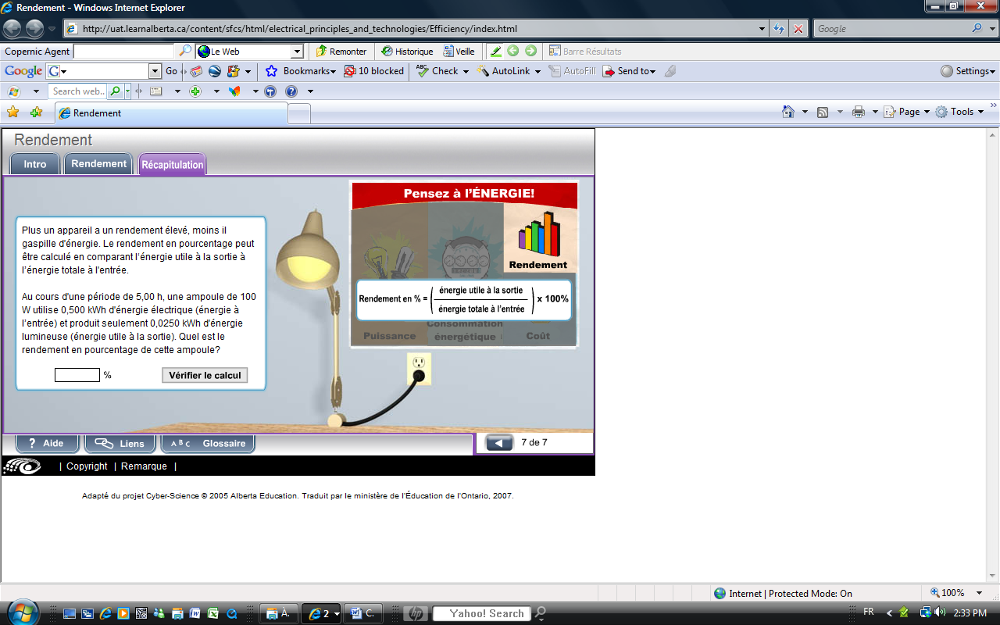 Rendement - Windows Internet Explorer
http://uat.learnalberta.ca/content/sfcs/html/electrical_principles_and_technologies/Efficiency/index.html
Google
Copernic Agent Le Web Remonter Historique Veille Barre Résultats
Google G Go Bookmarks 10 blocked ABC Check AutoLink AutoFill Send to Settings
Search web..
Rendement Page Tools
Rendement
Intro Rendement Récapitulation
Pensez à l'ÉNERGIE!
Rendement
Rendement en % = ( énergie utile à la sortie / énergie totale à l'entrée ) x 100%
Puissance Consommation énergétique Coût
Plus un appareil a un rendement élevé, moins il
gaspille d'énergie. Le rendement en pourcentage peut
être calculé en comparant l'énergie utile à la sortie à
l'énergie totale à l'entrée.
Au cours d'une période de 5,00 h, une ampoule de 100
W utilise 0,500 kWh d'énergie électrique (énergie à
l'entrée) et produit seulement 0,0250 kWh d'énergie
lumineuse (énergie utile à la sortie). Quel est le
rendement en pourcentage de cette ampoule?
% Vérifier le calcul
? Aide Liens A B C Glossaire 7 de 7
| Copyright | Remarque |
Adapté du projet Cyber-Science © 2005 Alberta Education. Traduit par le ministère de l'Éducation de l'Ontario, 2007.
Internet | Protected Mode: On 100%
À. 2 C. hp Yahoo! Search FR 2:33 PM